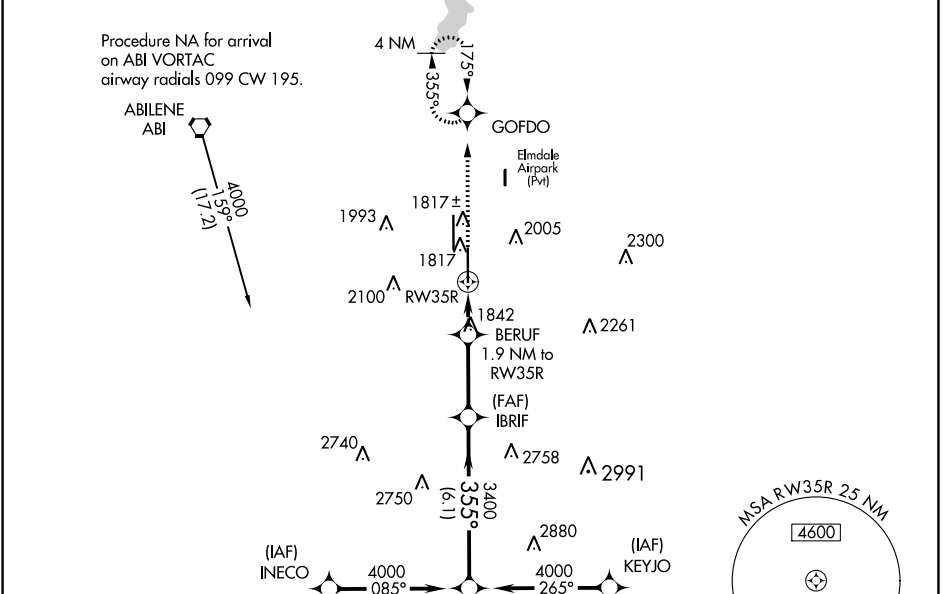 Procedure NA for arrival
on ABI VORTAC
airway radials 099 CW 195.
4 NM
175°
355°
ABILENE
ABI
GOFDO
Elmdale
Airpark
(Pvt)
4000
159°
(17.2)
1993
1817±
2005
2300
1817
2100
RW35R
1842
2261
BERUF
1.9 NM to
RW35R
(FAF)
IBRIF
2740
2758
2991
2750
3400
355°
(6.1)
MSA RW35R 25 NM
4600
2880
(IAF)
INECO
4000
085°
4000
265°
(IAF)
KEYJO